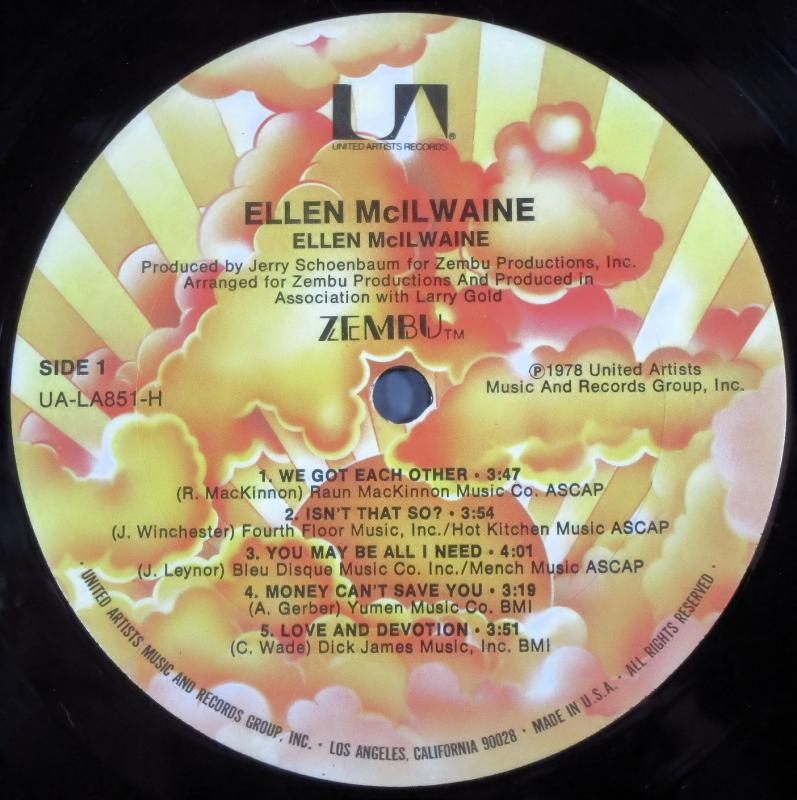 UA®
UNITED ARTISTS RECORDS
ELLEN McILWAINE
ELLEN McILWAINE
Produced by Jerry Schoenbaum for Zembu Productions, Inc.
Arranged for Zembu Productions And Produced in
Association with Larry Gold
ZEMBU™
SIDE 1
UA-LA851-H
℗1978 United Artists
Music And Records Group, Inc.
1. WE GOT EACH OTHER • 3:47
(R. MacKinnon) Raun MacKinnon Music Co. ASCAP
2. ISN'T THAT SO? • 3:54
(J. Winchester) Fourth Floor Music, Inc./Hot Kitchen Music ASCAP
3. YOU MAY BE ALL I NEED • 4:01
(J. Leynor) Bleu Disque Music Co. Inc./Mench Music ASCAP
4. MONEY CAN'T SAVE YOU • 3:19
(A. Gerber) Yumen Music Co. BMI
5. LOVE AND DEVOTION • 3:51
(C. Wade) Dick James Music, Inc. BMI
• UNITED ARTISTS MUSIC AND RECORDS GROUP, INC. • LOS ANGELES, CALIFORNIA 90028 • MADE IN U.S.A. • ALL RIGHTS RESERVED •